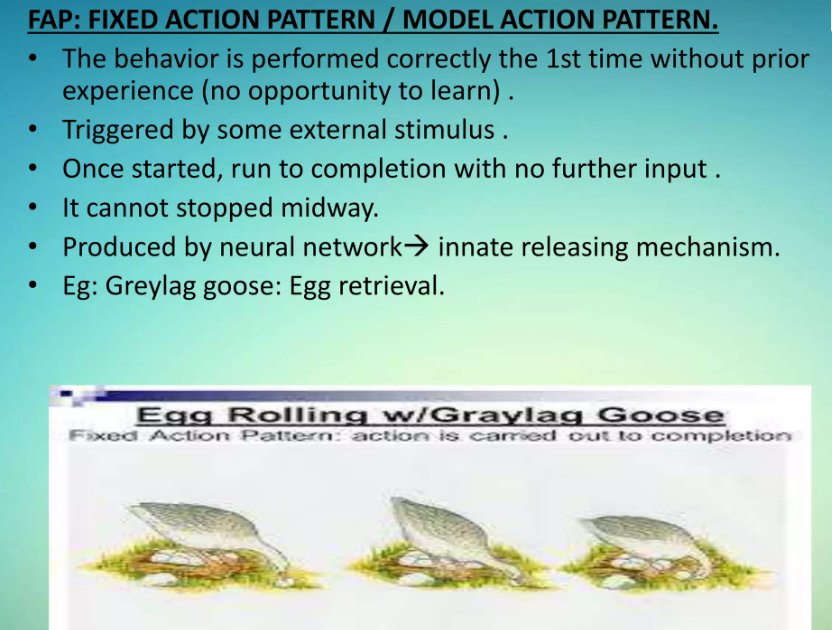 FAP: FIXED ACTION PATTERN / MODEL ACTION PATTERN.
• The behavior is performed correctly the 1st time without prior
experience (no opportunity to learn) .
• Triggered by some external stimulus .
• Once started, run to completion with no further input .
• It cannot stopped midway.
• Produced by neural network→ innate releasing mechanism.
• Eg: Greylag goose: Egg retrieval.
Egg Rolling w/Graylag Goose
Fixed Action Pattern: action is carried out to completion